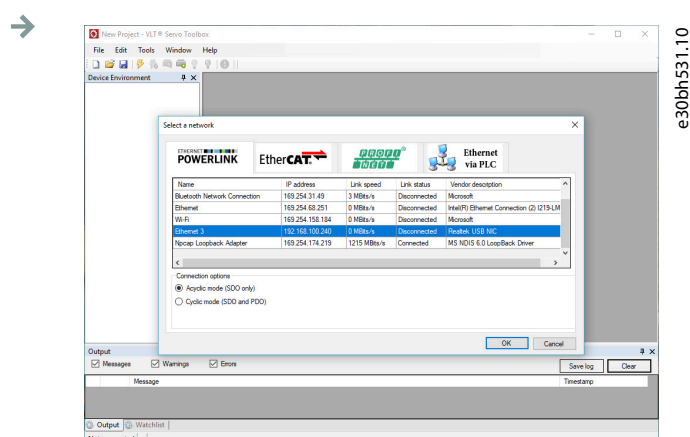 New Project - VLT® Servo Toolbox
File Edit Tools Window Help
Device Environment
Select a network
ETHERNET
POWERLINK
EtherCAT
PROFI
NET
Ethernet
via PLC
Name IP address Link speed Link status Vendor description
Bluetooth Network Connection 169.254.31.49 3 MBits/s Disconnected Microsoft
Ethernet 169.254.68.251 0 MBits/s Disconnected Intel(R) Ethernet Connection (2) I219-LM
Wi-Fi 169.254.158.184 0 MBits/s Disconnected Microsoft
Ethernet 3 192.168.100.240 0 MBits/s Disconnected Realtek USB NIC
Npcap Loopback Adapter 169.254.174.219 1215 MBits/s Connected MS NDIS 6.0 LoopBack Driver
Connection options
Acyclic mode (SDO only)
Cyclic mode (SDO and PDO)
OK Cancel
Output
Messages Warnings Errors Save log Clear
Message Timestamp
Output Watchlist
e30bh531.10